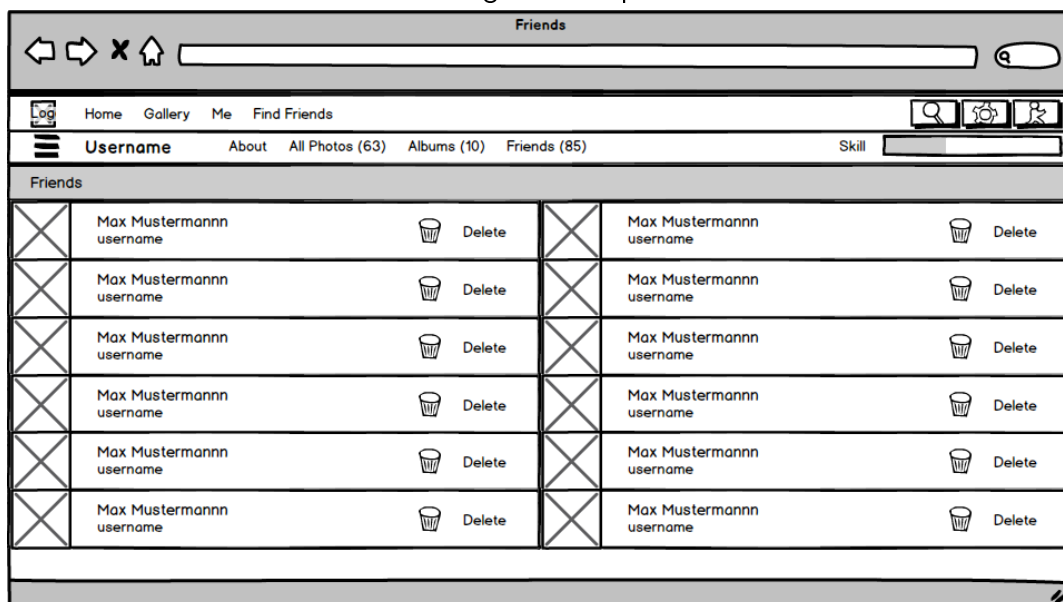 Friends
Log Home Gallery Me Find Friends
Username About All Photos (63) Albums (10) Friends (85) Skill
Friends
Max Mustermannn
username
Delete
Max Mustermannn
username
Delete
Max Mustermannn
username
Delete
Max Mustermannn
username
Delete
Max Mustermannn
username
Delete
Max Mustermannn
username
Delete
Max Mustermannn
username
Delete
Max Mustermannn
username
Delete
Max Mustermannn
username
Delete
Max Mustermannn
username
Delete
Max Mustermannn
username
Delete
Max Mustermannn
username
Delete